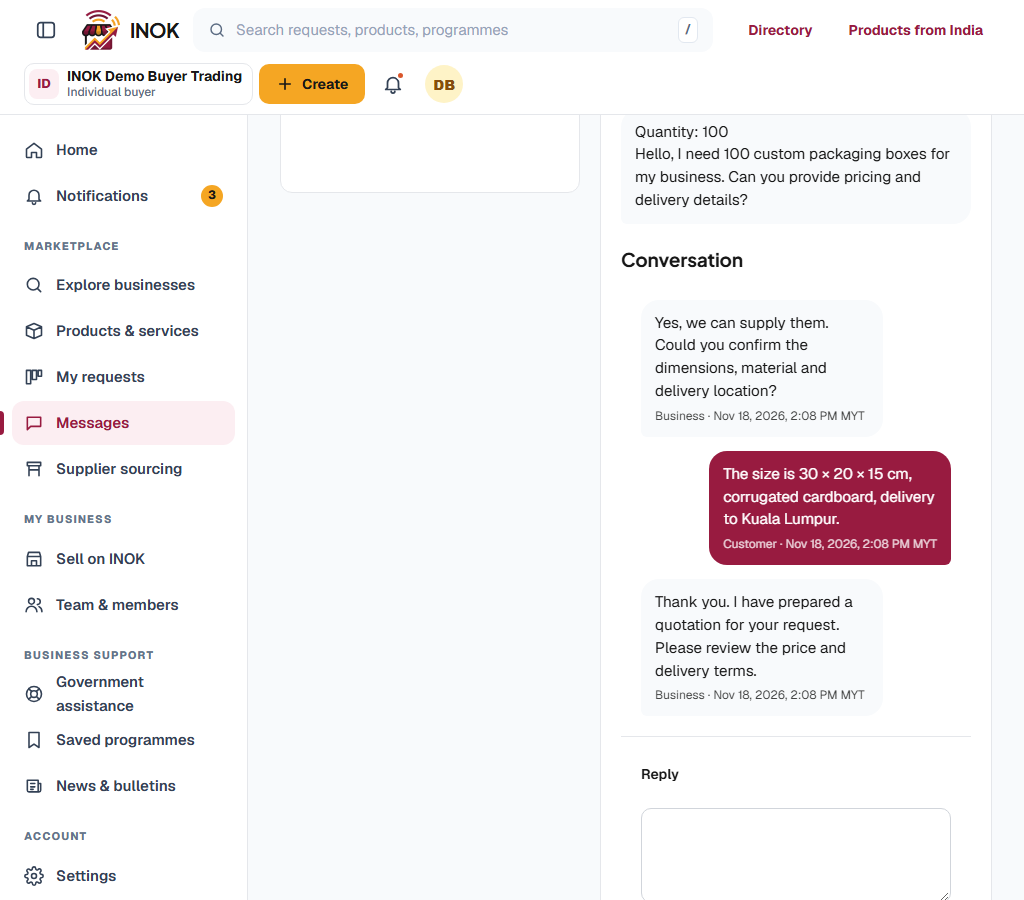 INOK
Search requests, products, programmes
/
Directory
Products from India
ID
INOK Demo Buyer Trading
Individual buyer
+ Create
DB
Home
Notifications
3
MARKETPLACE
Explore businesses
Products & services
My requests
Messages
Supplier sourcing
MY BUSINESS
Sell on INOK
Team & members
BUSINESS SUPPORT
Government
assistance
Saved programmes
News & bulletins
ACCOUNT
Settings
Quantity: 100
Hello, I need 100 custom packaging boxes for
my business. Can you provide pricing and
delivery details?
Conversation
Yes, we can supply them.
Could you confirm the
dimensions, material and
delivery location?
Business · Nov 18, 2026, 2:08 PM MYT
The size is 30 × 20 × 15 cm,
corrugated cardboard, delivery
to Kuala Lumpur.
Customer · Nov 18, 2026, 2:08 PM MYT
Thank you. I have prepared a
quotation for your request.
Please review the price and
delivery terms.
Business · Nov 18, 2026, 2:08 PM MYT
Reply